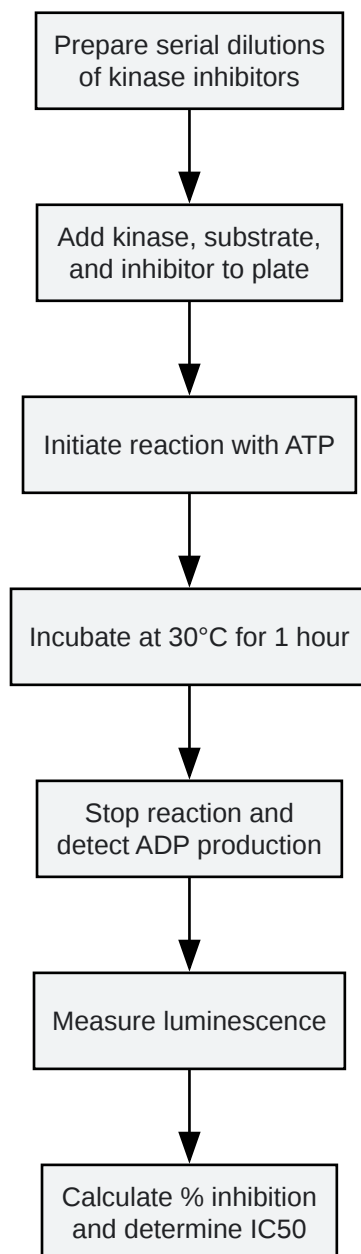 Prepare serial dilutions
of kinase inhibitors
Add kinase, substrate,
and inhibitor to plate
Initiate reaction with ATP
Incubate at 30°C for 1 hour
Stop reaction and
detect ADP production
Measure luminescence
Calculate % inhibition
and determine IC50